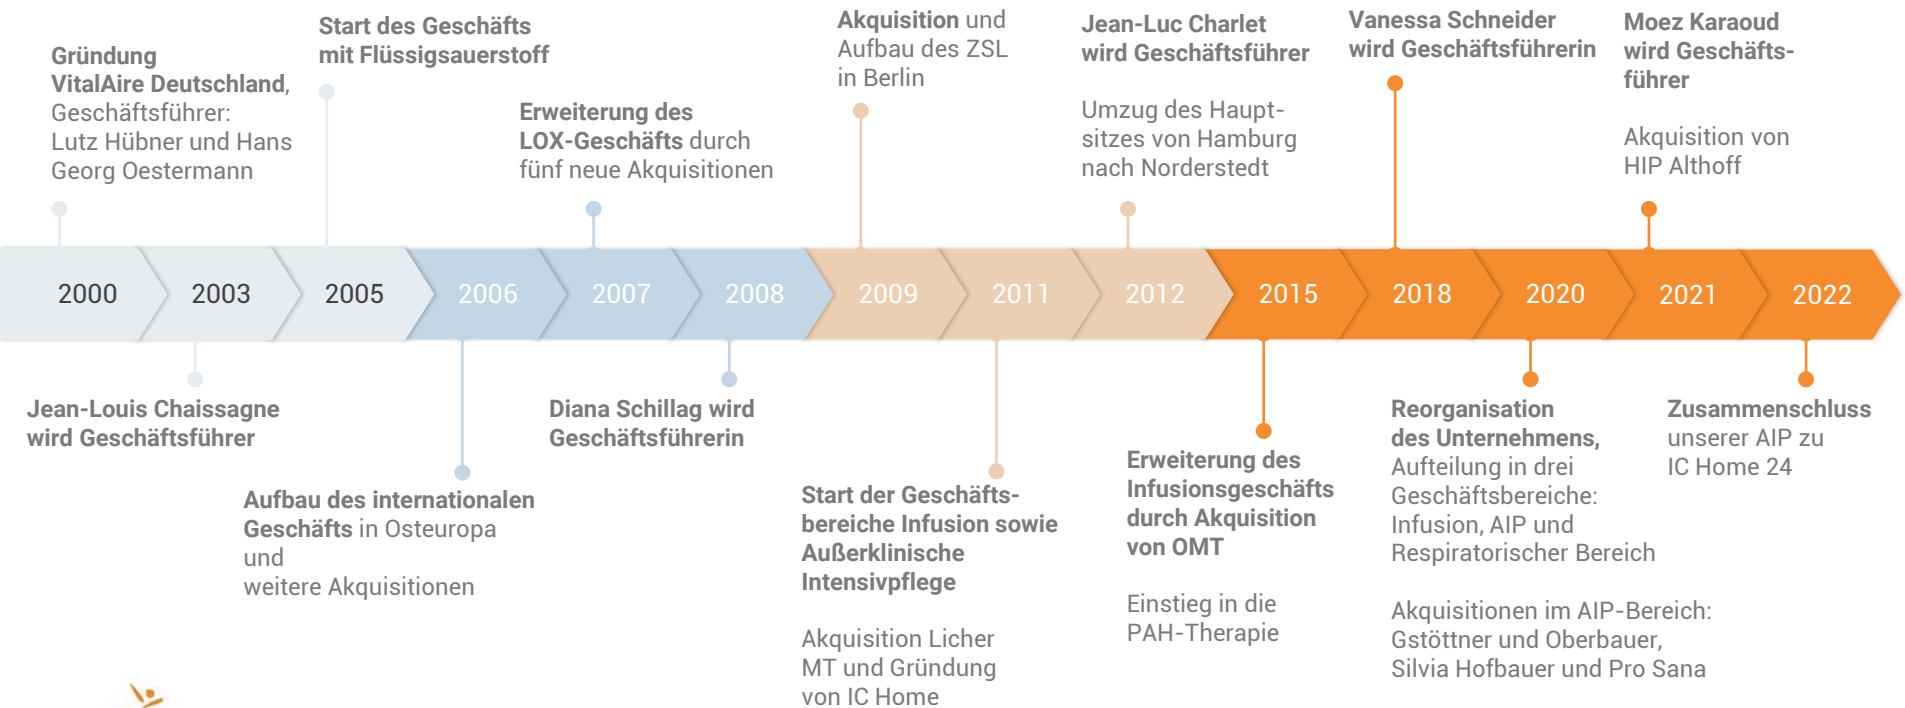 Gründung
VitalAire Deutschland,
Geschäftsführer:
Lutz Hübner und Hans
Georg Oestermann
Start des Geschäfts
mit Flüssigsauerstoff
Erweiterung des
LOX-Geschäfts durch
fünf neue Akquisitionen
Akquisition und
Aufbau des ZSL
in Berlin
Jean-Luc Charlet
wird Geschäftsführer
Umzug des Haupt-
sitzes von Hamburg
nach Norderstedt
Vanessa Schneider
wird Geschäftsführerin
Moez Karaoud
wird Geschäfts-
führer
Akquisition von
HIP Althoff
2000
2003
2005
2006
2007
2008
2009
2011
2012
2015
2018
2020
2021
2022
Jean-Louis Chaissagne
wird Geschäftsführer
Aufbau des internationalen
Geschäfts in Osteuropa
und
weitere Akquisitionen
Diana Schillag wird
Geschäftsführerin
Start der Geschäfts-
bereiche Infusion sowie
Außerklinische
Intensivpflege
Akquisition Licher
MT und Gründung
von IC Home
Erweiterung des
Infusionsgeschäfts
durch Akquisition
von OMT
Einstieg in die
PAH-Therapie
Reorganisation
des Unternehmens,
Aufteilung in drei
Geschäftsbereiche:
Infusion, AIP und
Respiratorischer Bereich
Akquisitionen im AIP-Bereich:
Gstöttner und Oberbauer,
Silvia Hofbauer und Pro Sana
Zusammenschluss
unserer AIP zu
IC Home 24